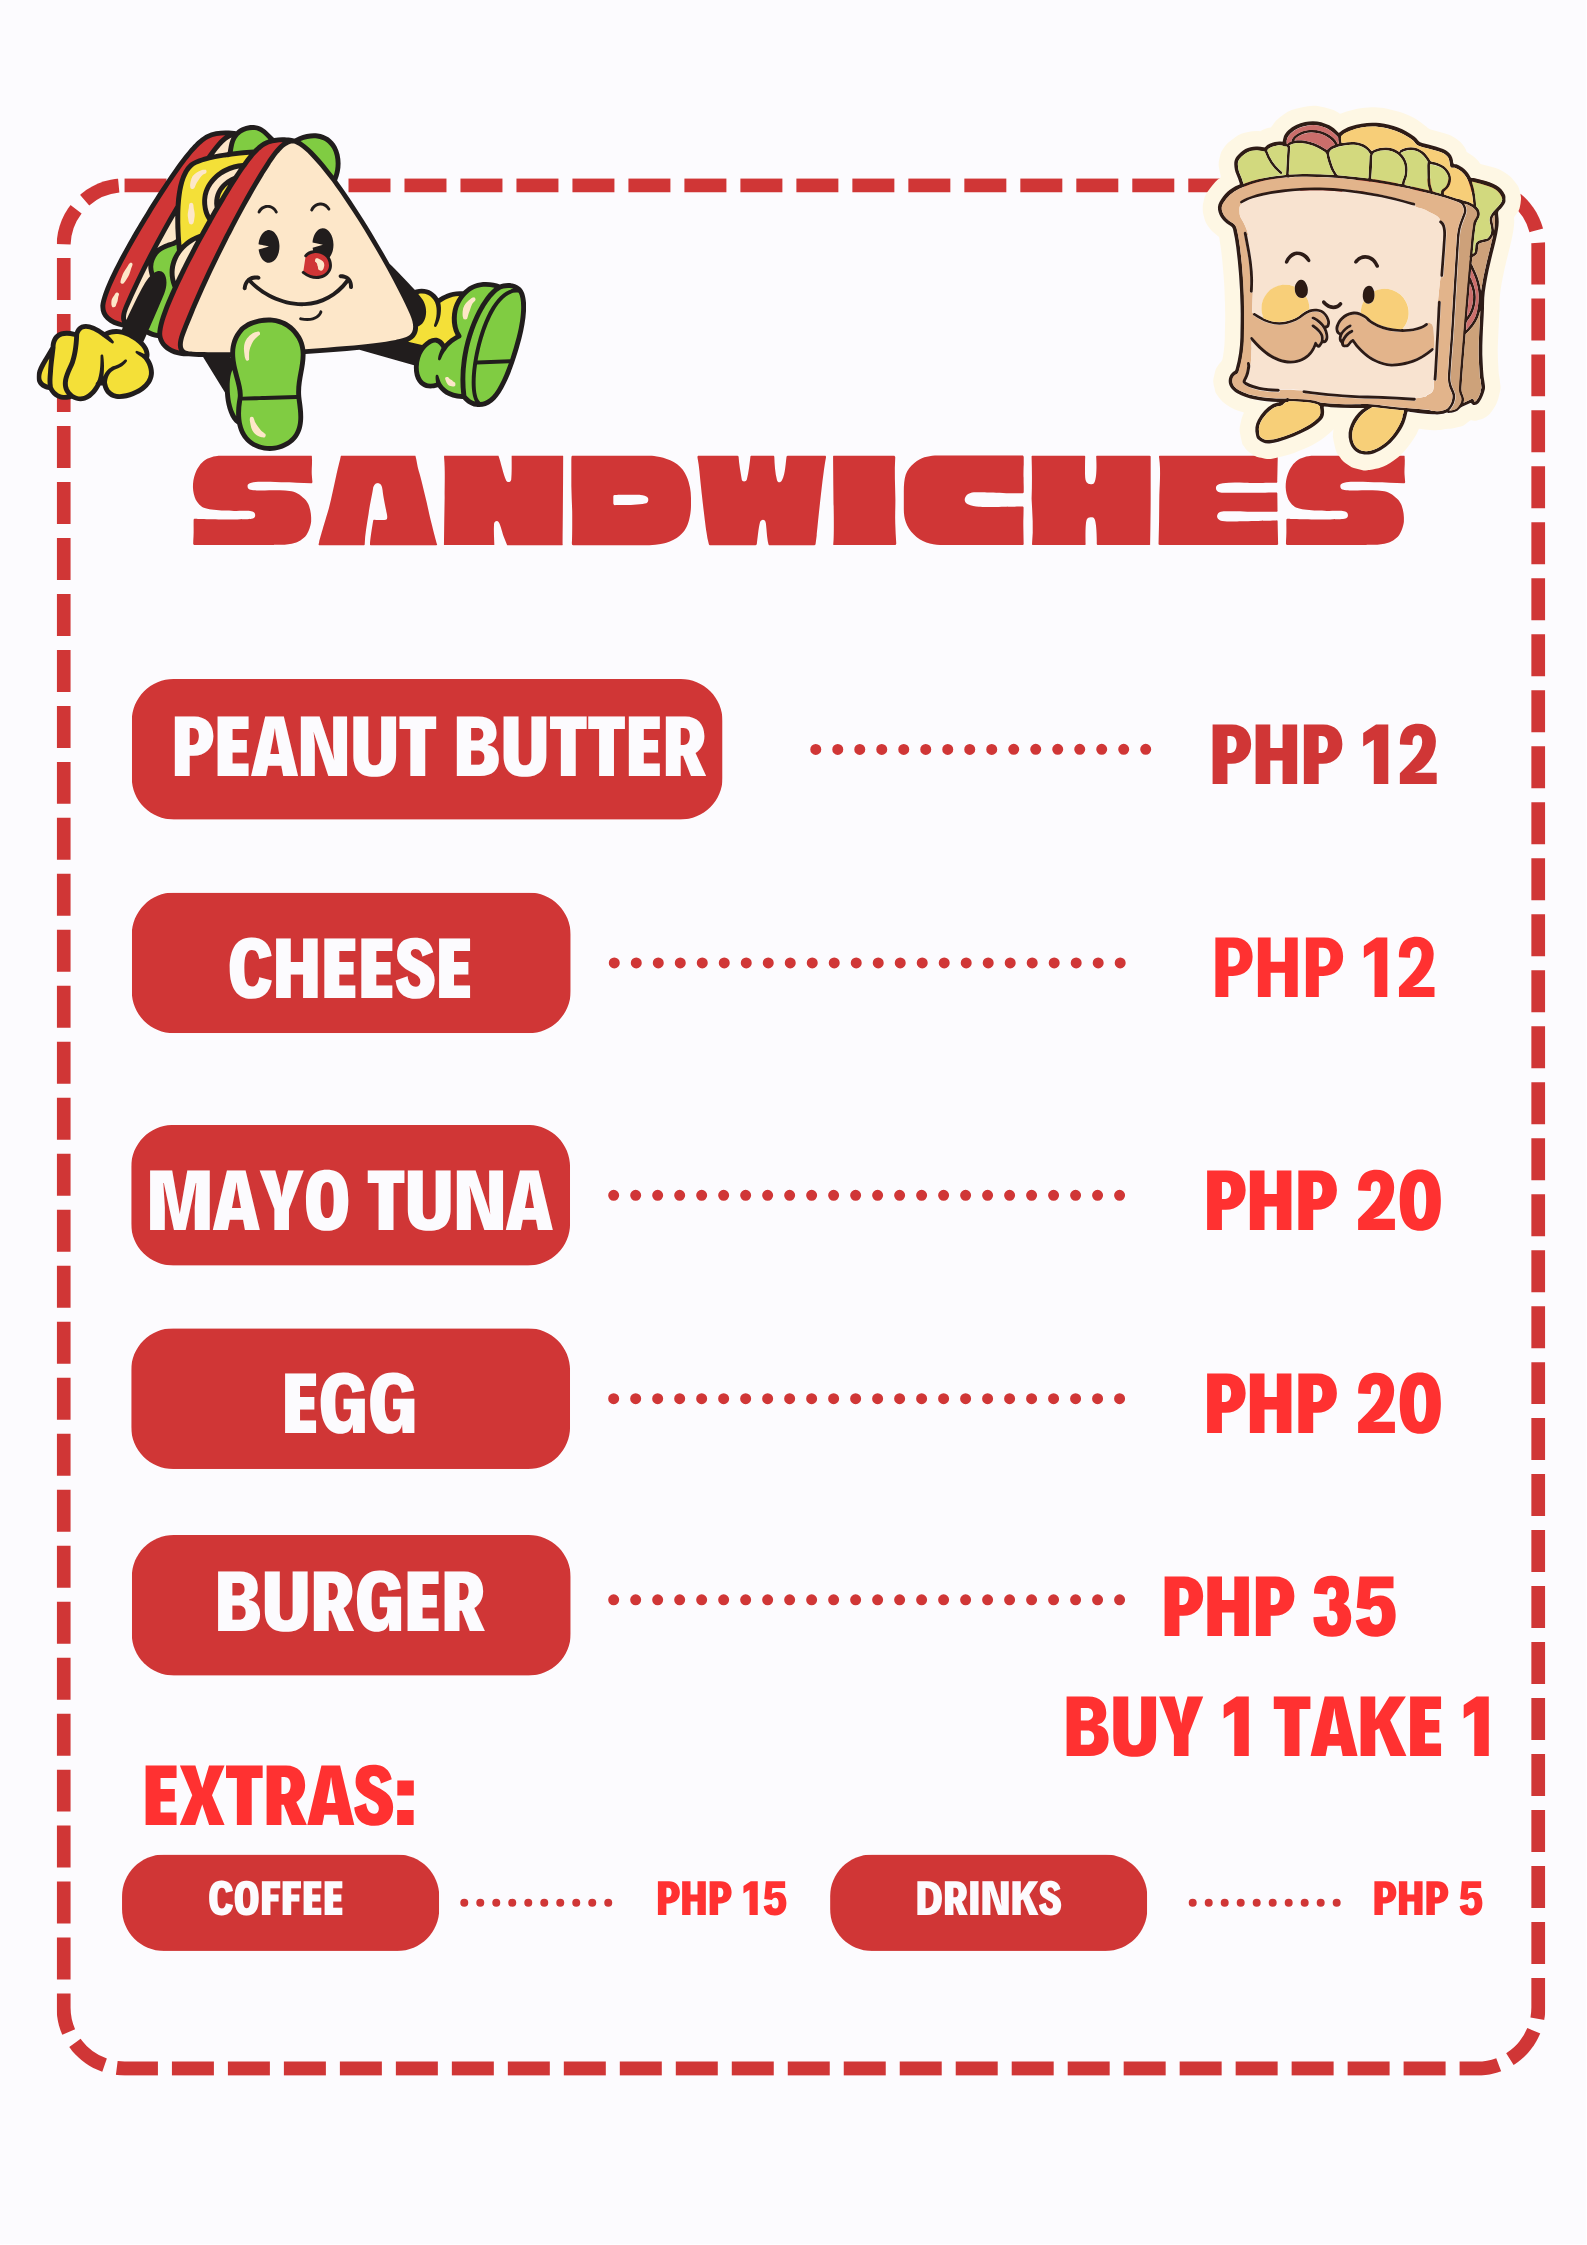 SANDWICHES
PEANUT BUTTER PHP 12
CHEESE PHP 12
MAYO TUNA PHP 20
EGG PHP 20
BURGER PHP 35
BUY 1 TAKE 1
EXTRAS:
COFFEE PHP 15 DRINKS PHP 5